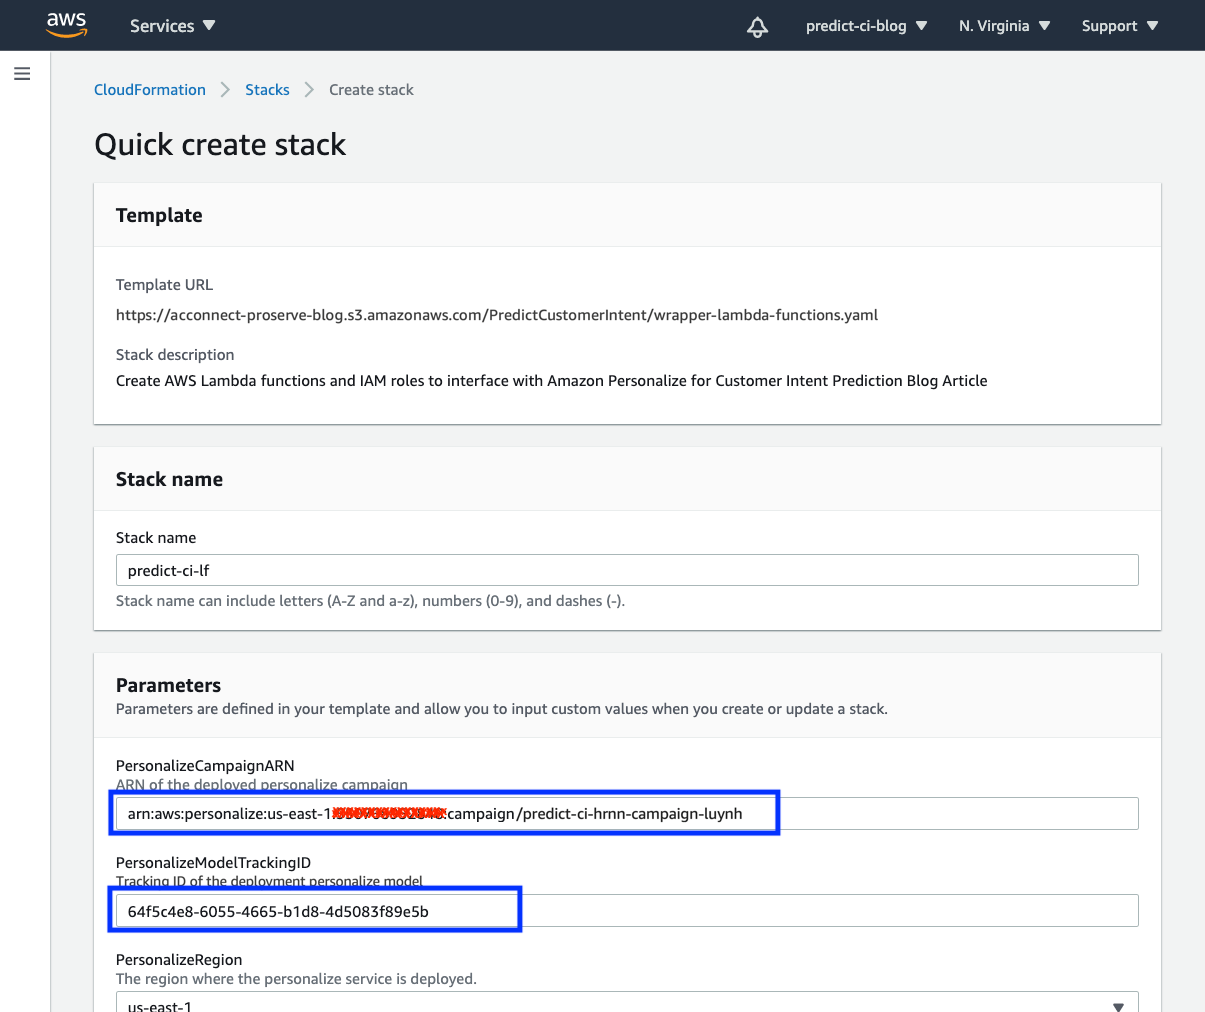 aws Services predict-ci-blog N. Virginia Support
CloudFormation Stacks Create stack
Quick create stack
Template
Template URL
https://acconnect-proserve-blog.s3.amazonaws.com/PredictCustomerIntent/wrapper-lambda-functions.yaml
Stack description
Create AWS Lambda functions and IAM roles to interface with Amazon Personalize for Customer Intent Prediction Blog Article
Stack name
Stack name
predict-ci-lf
Stack name can include letters (A-Z and a-z), numbers (0-9), and dashes (-).
Parameters
Parameters are defined in your template and allow you to input custom values when you create or update a stack.
PersonalizeCampaignARN
ARN of the deployed personalize campaign
arn:aws:personalize:us-east-1: :campaign/predict-ci-hrnn-campaign-luynh
PersonalizeModelTrackingID
Tracking ID of the deployment personalize model
64f5c4e8-6055-4665-b1d8-4d5083f89e5b
PersonalizeRegion
The region where the personalize service is deployed.
us-east-1